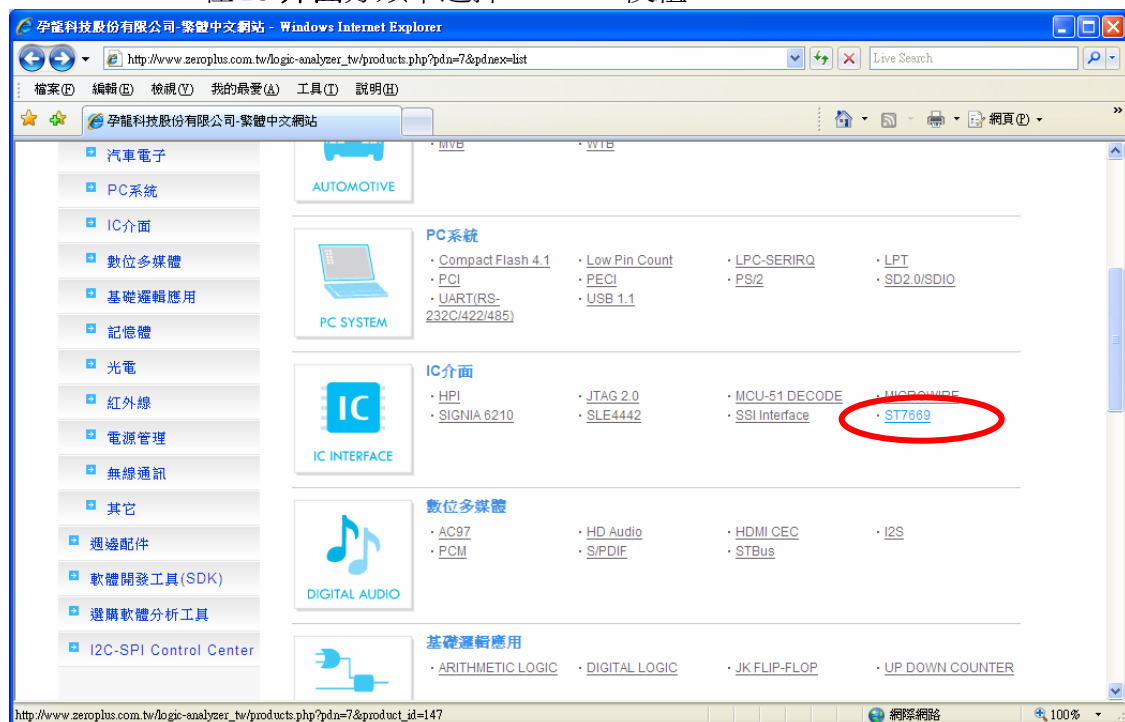 孕龍科技股份有限公司-繁體中文網站 - Windows Internet Explorer
http://www.zeroplus.com.tw/logic-analyzer_tw/products.php?pdn=7&pdnex=list
Live Search
檔案(F) 編輯(E) 檢視(V) 我的最愛(A) 工具(T) 說明(H)
孕龍科技股份有限公司-繁體中文網站
網頁(P)
汽車電子
PC系統
IC介面
數位多媒體
基礎邏輯應用
記憶體
光電
紅外線
電源管理
無線通訊
其它
週邊配件
軟體開發工具(SDK)
選購軟體分析工具
I2C-SPI Control Center
AUTOMOTIVE
· MVB · WTB
PC SYSTEM
PC系統
· Compact Flash 4.1 · Low Pin Count · LPC-SERIRQ · LPT
· PCI · PECI · PS/2 · SD2.0/SDIO
· UART(RS-232C/422/485) · USB 1.1
IC
IC INTERFACE
IC介面
· HPI · JTAG 2.0 · MCU-51 DECODE · MICROWIRE
· SIGNIA 6210 · SLE4442 · SSI Interface · ST7669
DIGITAL AUDIO
數位多媒體
· AC97 · HD Audio · HDMI CEC · I2S
· PCM · S/PDIF · STBus
基礎邏輯應用
· ARITHMETIC LOGIC · DIGITAL LOGIC · JK FLIP-FLOP · UP DOWN COUNTER
http://www.zeroplus.com.tw/logic-analyzer_tw/products.php?pdn=7&product_id=147
網際網路
100%